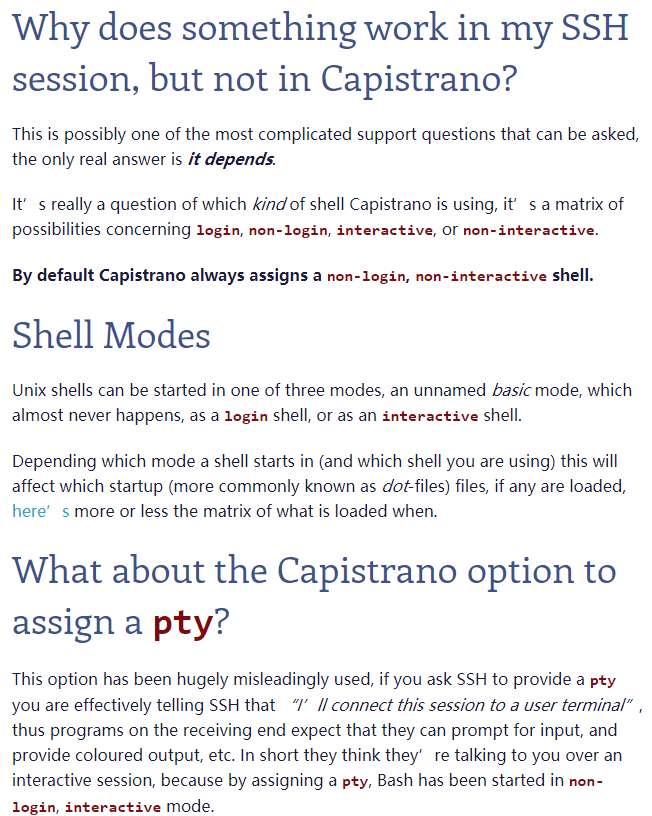 Why does something work in my SSH
session, but not in Capistrano?
This is possibly one of the most complicated support questions that can be asked,
the only real answer is it depends.
It’s really a question of which kind of shell Capistrano is using, it’s a matrix of
possibilities concerning login, non-login, interactive, or non-interactive.
By default Capistrano always assigns a non-login, non-interactive shell.
Shell Modes
Unix shells can be started in one of three modes, an unnamed basic mode, which
almost never happens, as a login shell, or as an interactive shell.
Depending which mode a shell starts in (and which shell you are using) this will
affect which startup (more commonly known as dot-files) files, if any are loaded,
here’s more or less the matrix of what is loaded when.
What about the Capistrano option to
assign a pty?
This option has been hugely misleadingly used, if you ask SSH to provide a pty
you are effectively telling SSH that “I’ll connect this session to a user terminal”,
thus programs on the receiving end expect that they can prompt for input, and
provide coloured output, etc. In short they think they’re talking to you over an
interactive session, because by assigning a pty, Bash has been started in non-
login, interactive mode.